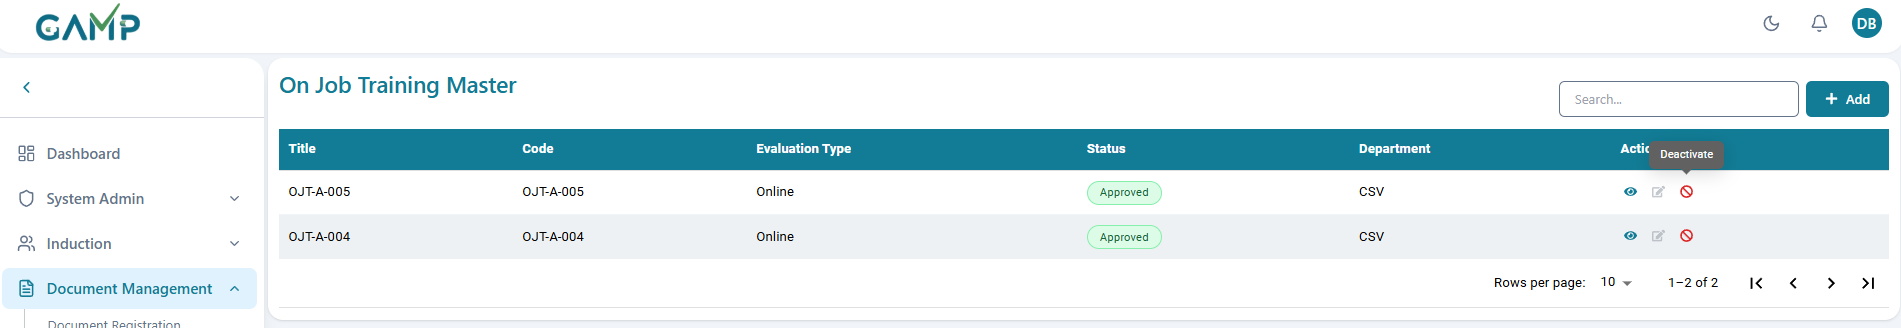 GAMP
DB
On Job Training Master
Search...
Add
Dashboard
System Admin
Induction
Document Management
Document Registration
Title Code Evaluation Type Status Department
Deactivate
OJT-A-005 OJT-A-005 Online Approved CSV
OJT-A-004 OJT-A-004 Online Approved CSV
Rows per page: 10 1–2 of 2